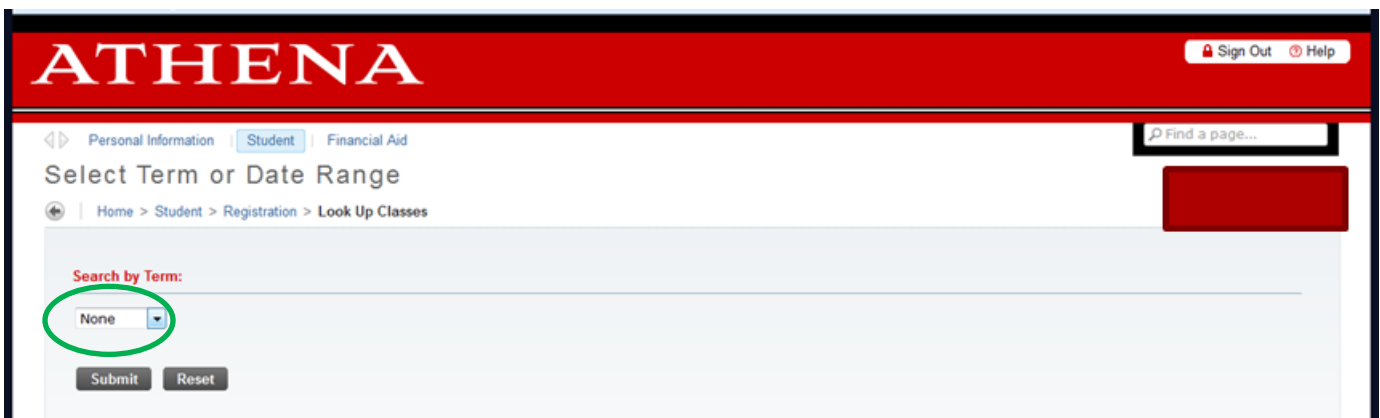 ATHENA
Sign Out Help
Personal Information | Student | Financial Aid
Find a page...
Select Term or Date Range
Home > Student > Registration > Look Up Classes
Search by Term:
None
Submit Reset